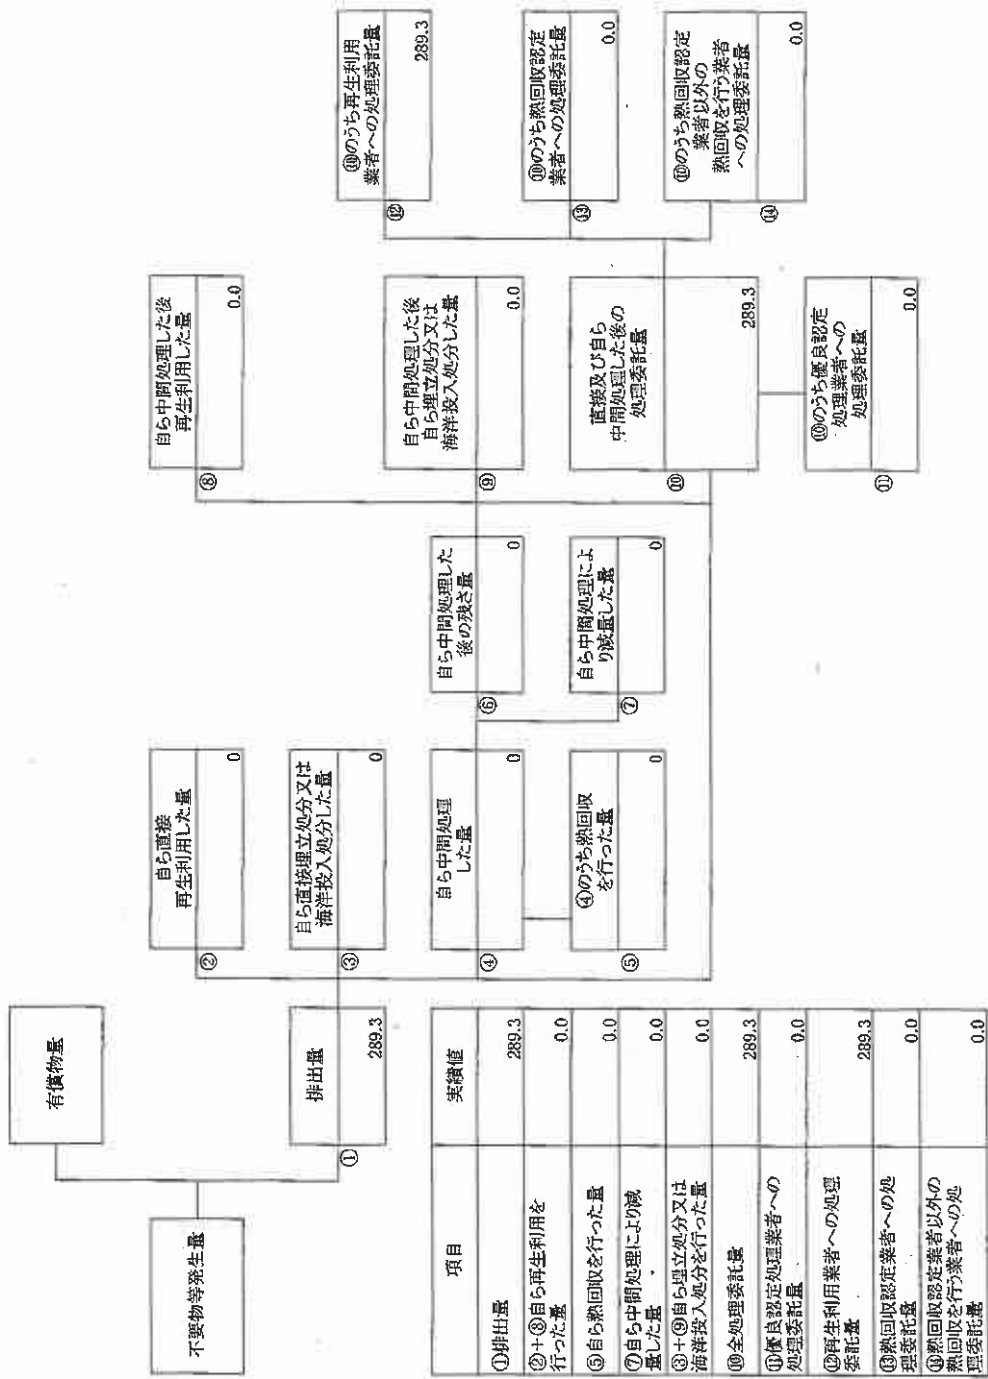 有償物量
不要物等発生量
①
排出量
289.3
②
自ら直接
再生利用した量
0
③
自ら直接埋立処分又は
海洋投入処分した量
0
④
自ら中間処理
した量
0
⑤
④のうち熱回収
を行った量
0
⑥
自ら中間処理した
後の残さ量
0
⑦
自ら中間処理によ
り減量した量
0
⑧
自ら中間処理した後
再生利用した量
0.0
⑨
自ら中間処理した後
自ら埋立処分又は
海洋投入処分した量
0.0
⑩
直接及び自ら
中間処理した後の
処理委託量
289.3
⑪
⑩のうち優良認定
処理業者への
処理委託量
0.0
⑫
⑩のうち再生利用
業者への処理委託量
289.3
⑬
⑩のうち熱回収認定
業者への処理委託量
0.0
⑭
⑩のうち熱回収認定
業者以外の
熱回収を行う業者
への処理委託量
0.0
項目
実績値
①排出量
289.3
②+⑧自ら再生利用を
行った量
0.0
⑤自ら熱回収を行った量
0.0
⑦自ら中間処理により減
量した量
0.0
③+⑨自ら埋立処分又は
海洋投入処分を行った量
0.0
⑩全処理委託量
289.3
⑪優良認定処理業者への
処理委託量
0.0
⑫再生利用業者への処理
委託量
289.3
⑬熱回収認定業者への処
理委託量
0.0
⑭熱回収認定業者以外の
熱回収を行う業者への処
理委託量
0.0